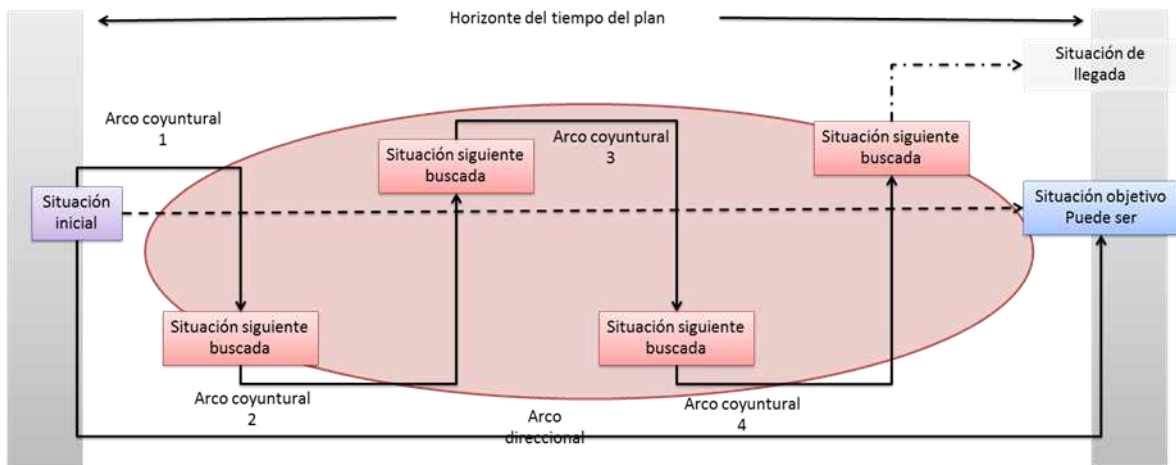 Horizonte del tiempo del plan
Situación de
llegada
Arco coyuntural
1
Situación siguiente
buscada
Arco coyuntural
3
Situación siguiente
buscada
Situación
inicial
Situación objetivo
Puede ser
Situación siguiente
buscada
Situación siguiente
buscada
Arco coyuntural
2
Arco
direccional
Arco coyuntural
4